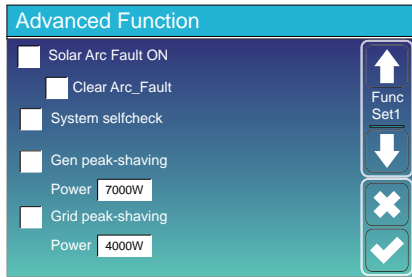 Advanced Function
Solar Arc Fault ON
Clear Arc_Fault
System selfcheck
Gen peak-shaving
Power 7000W
Grid peak-shaving
Power 4000W
Func
Set1